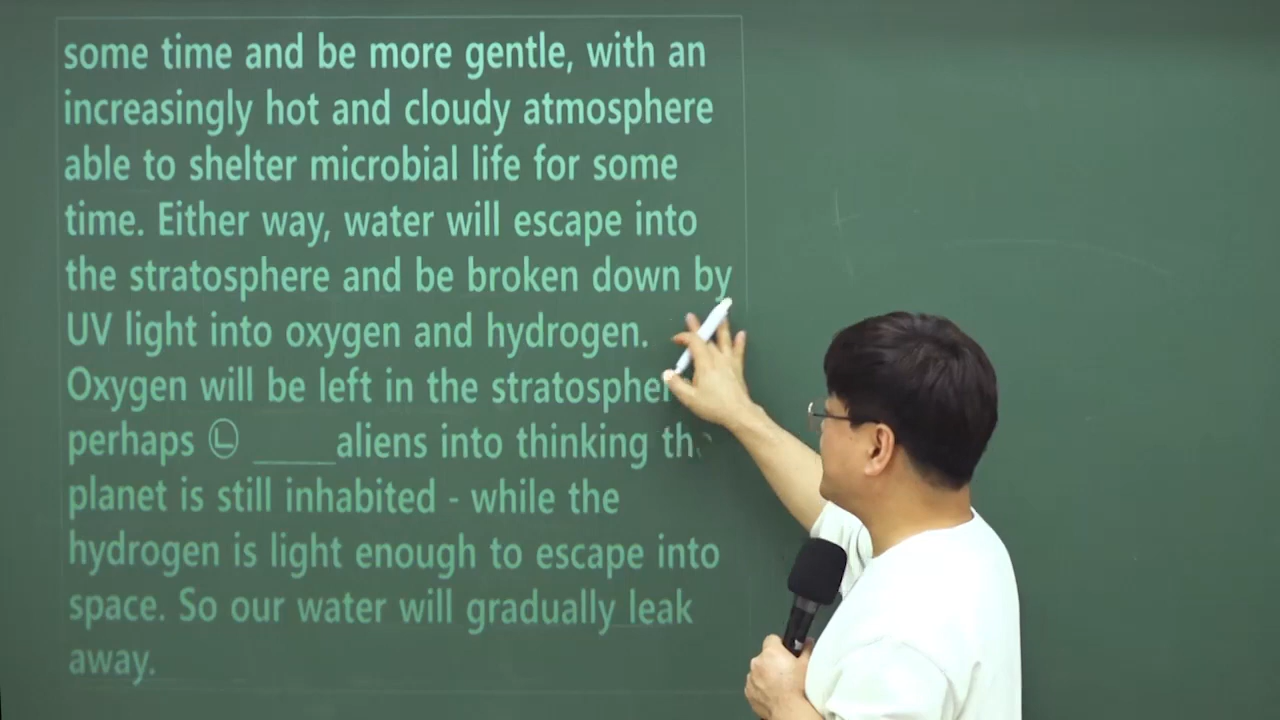 some time and be more gentle, with an
increasingly hot and cloudy atmosphere
able to shelter microbial life for some
time. Either way, water will escape into
the stratosphere and be broken down by
UV light into oxygen and hydrogen.
Oxygen will be left in the
perhaps ㉡ _____aliens into thinking
planet is still inhabited - while the
hydrogen is light enough to escape into
space. So our water will gradually leak
away.